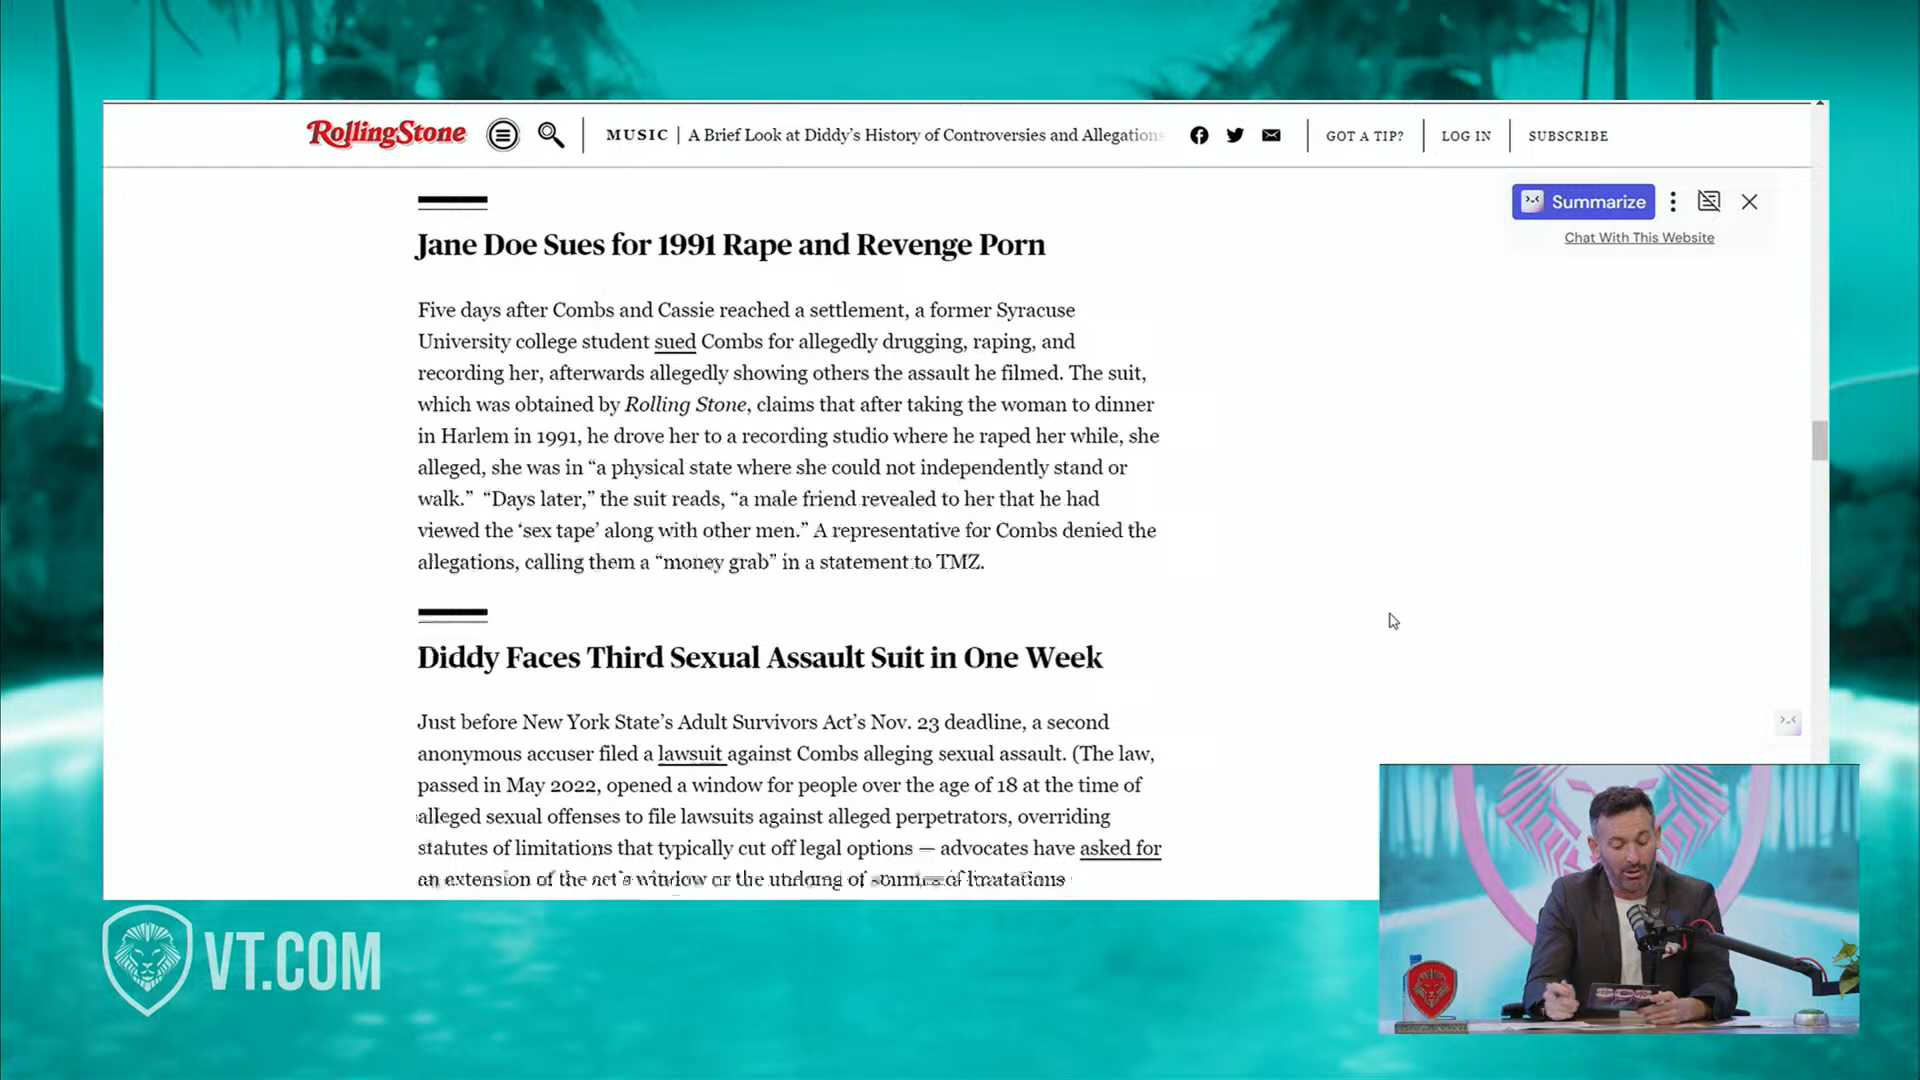 RollingStone
MUSIC | A Brief Look at Diddy's History of Controversies and Allegations
GOT A TIP?
LOG IN
SUBSCRIBE
Summarize
Chat With This Website
Jane Doe Sues for 1991 Rape and Revenge Porn
Five days after Combs and Cassie reached a settlement, a former Syracuse
University college student sued Combs for allegedly drugging, raping, and
recording her, afterwards allegedly showing others the assault he filmed. The suit,
which was obtained by Rolling Stone, claims that after taking the woman to dinner
in Harlem in 1991, he drove her to a recording studio where he raped her while, she
alleged, she was in “a physical state where she could not independently stand or
walk.” “Days later,” the suit reads, “a male friend revealed to her that he had
viewed the ‘sex tape’ along with other men.” A representative for Combs denied the
allegations, calling them a “money grab” in a statement to TMZ.
Diddy Faces Third Sexual Assault Suit in One Week
Just before New York State’s Adult Survivors Act’s Nov. 23 deadline, a second
anonymous accuser filed a lawsuit against Combs alleging sexual assault. (The law,
passed in May 2022, opened a window for people over the age of 18 at the time of
alleged sexual offenses to file lawsuits against alleged perpetrators, overriding
statutes of limitations that typically cut off legal options — advocates have asked for
an extension of the act’s window or the undoing of statutes of limitations
VT.COM